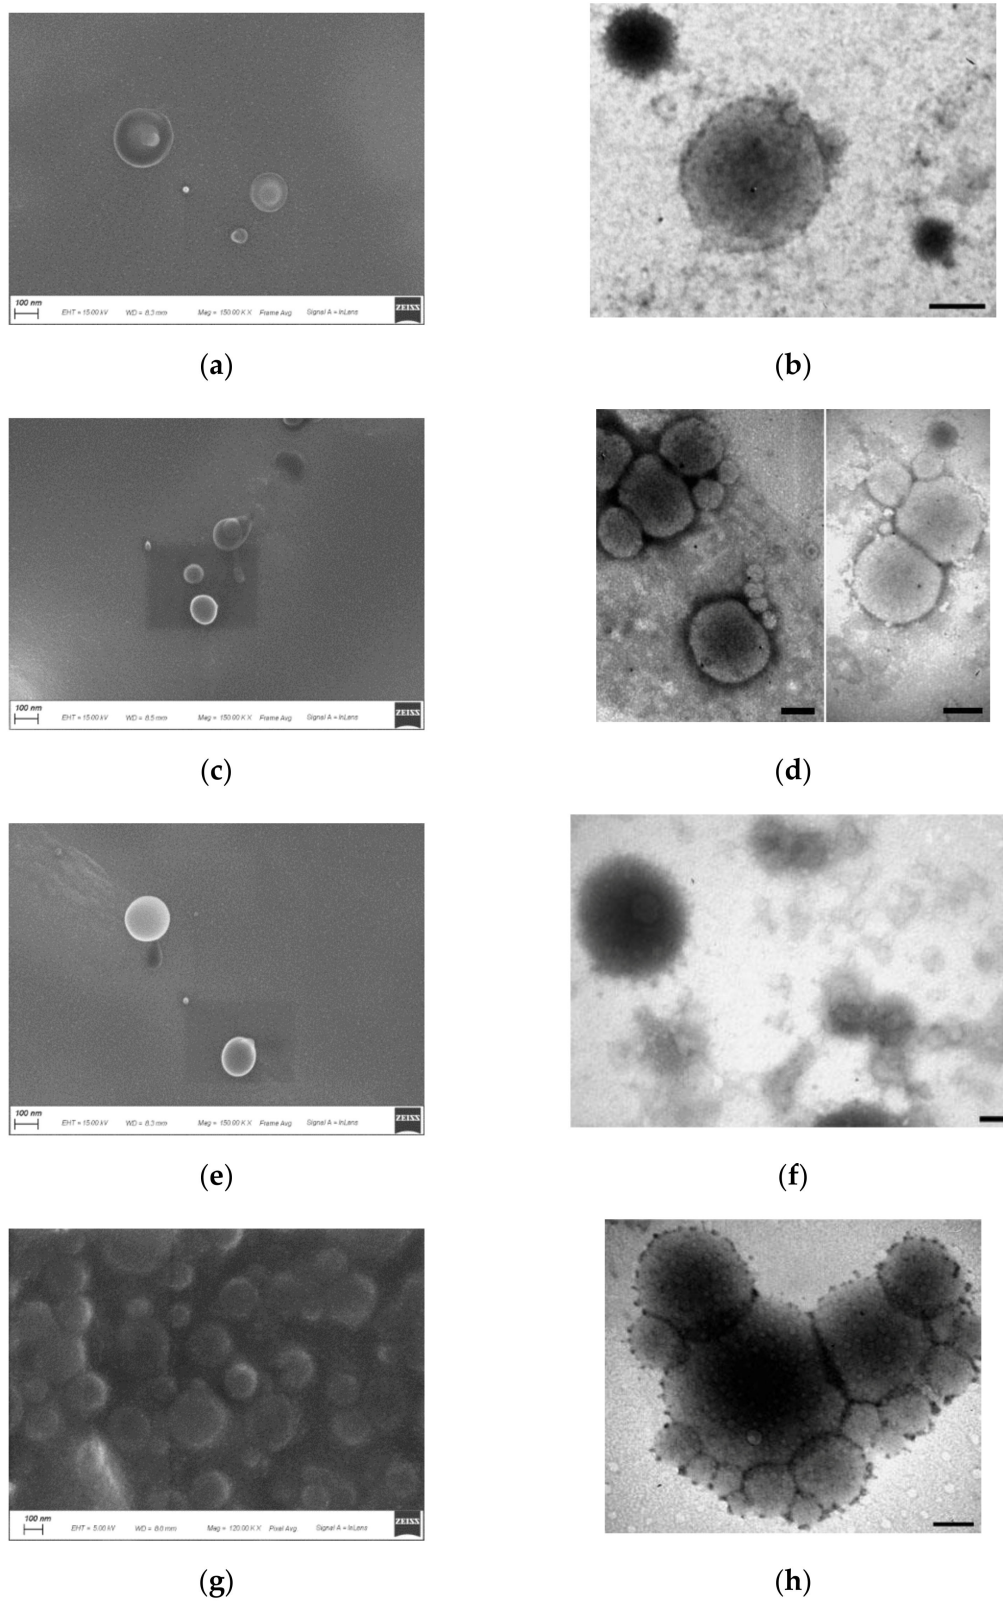 100 nm EHT = 15.00 kV WD = 8.3 mm Mag = 150.00 K X Frame Avg Signal A = InLens ZEISS
(a)
(b)
100 nm EHT = 15.00 kV WD = 8.5 mm Mag = 150.00 K X Frame Avg Signal A = InLens ZEISS
(c)
(d)
100 nm EHT = 15.00 kV WD = 8.3 mm Mag = 150.00 K X Frame Avg Signal A = InLens ZEISS
(e)
(f)
100 nm EHT = 5.00 kV WD = 8.6 mm Mag = 120.00 K X Pixel Avg Signal A = InLens ZEISS
(g)
(h)